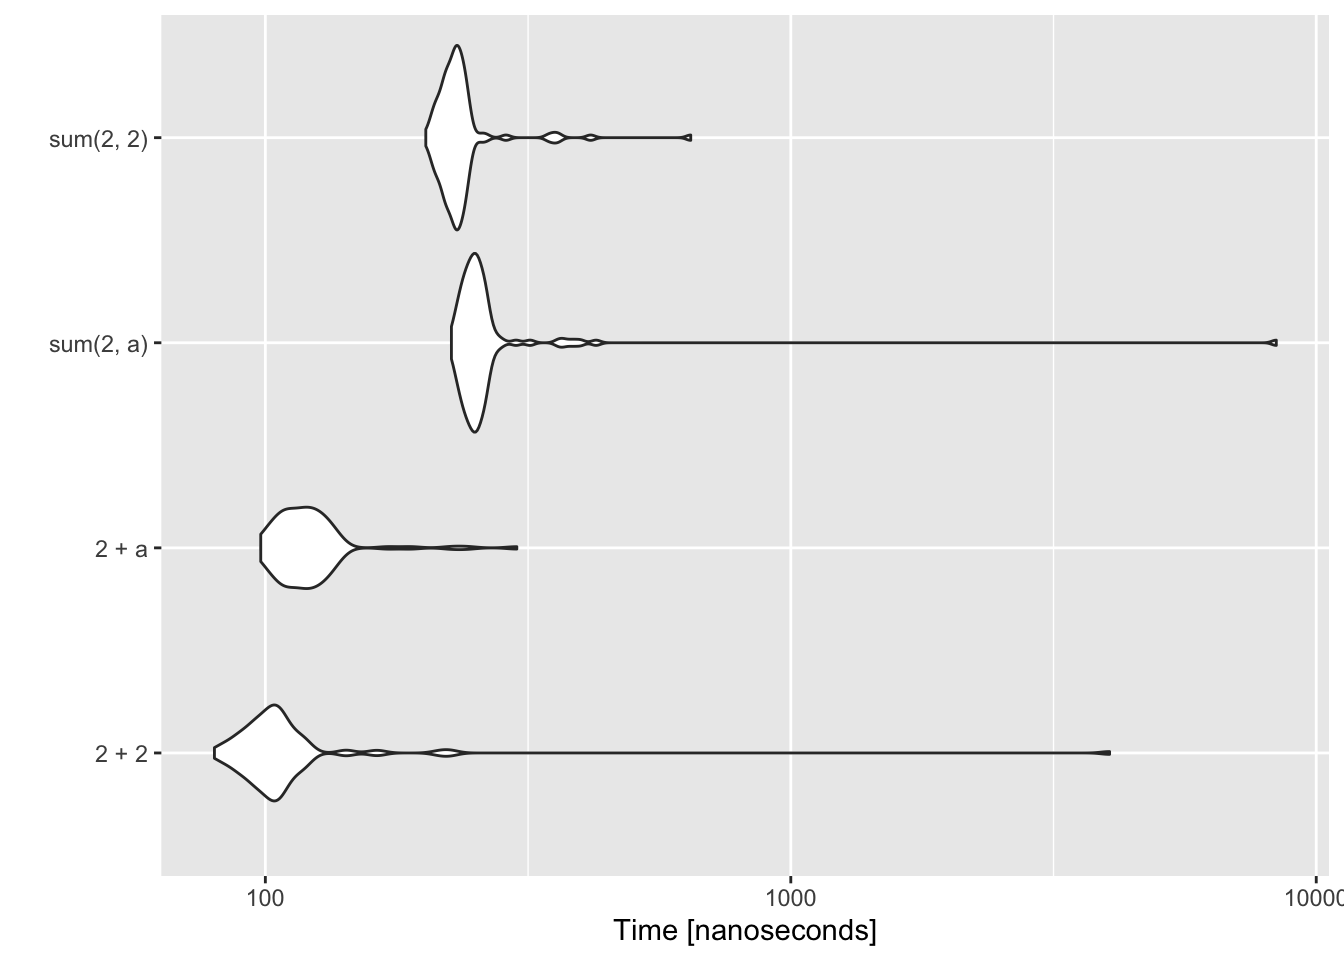 sum(2, 2)
sum(2, a)
2 + a
2 + 2
100 1000 10000
Time [nanoseconds]